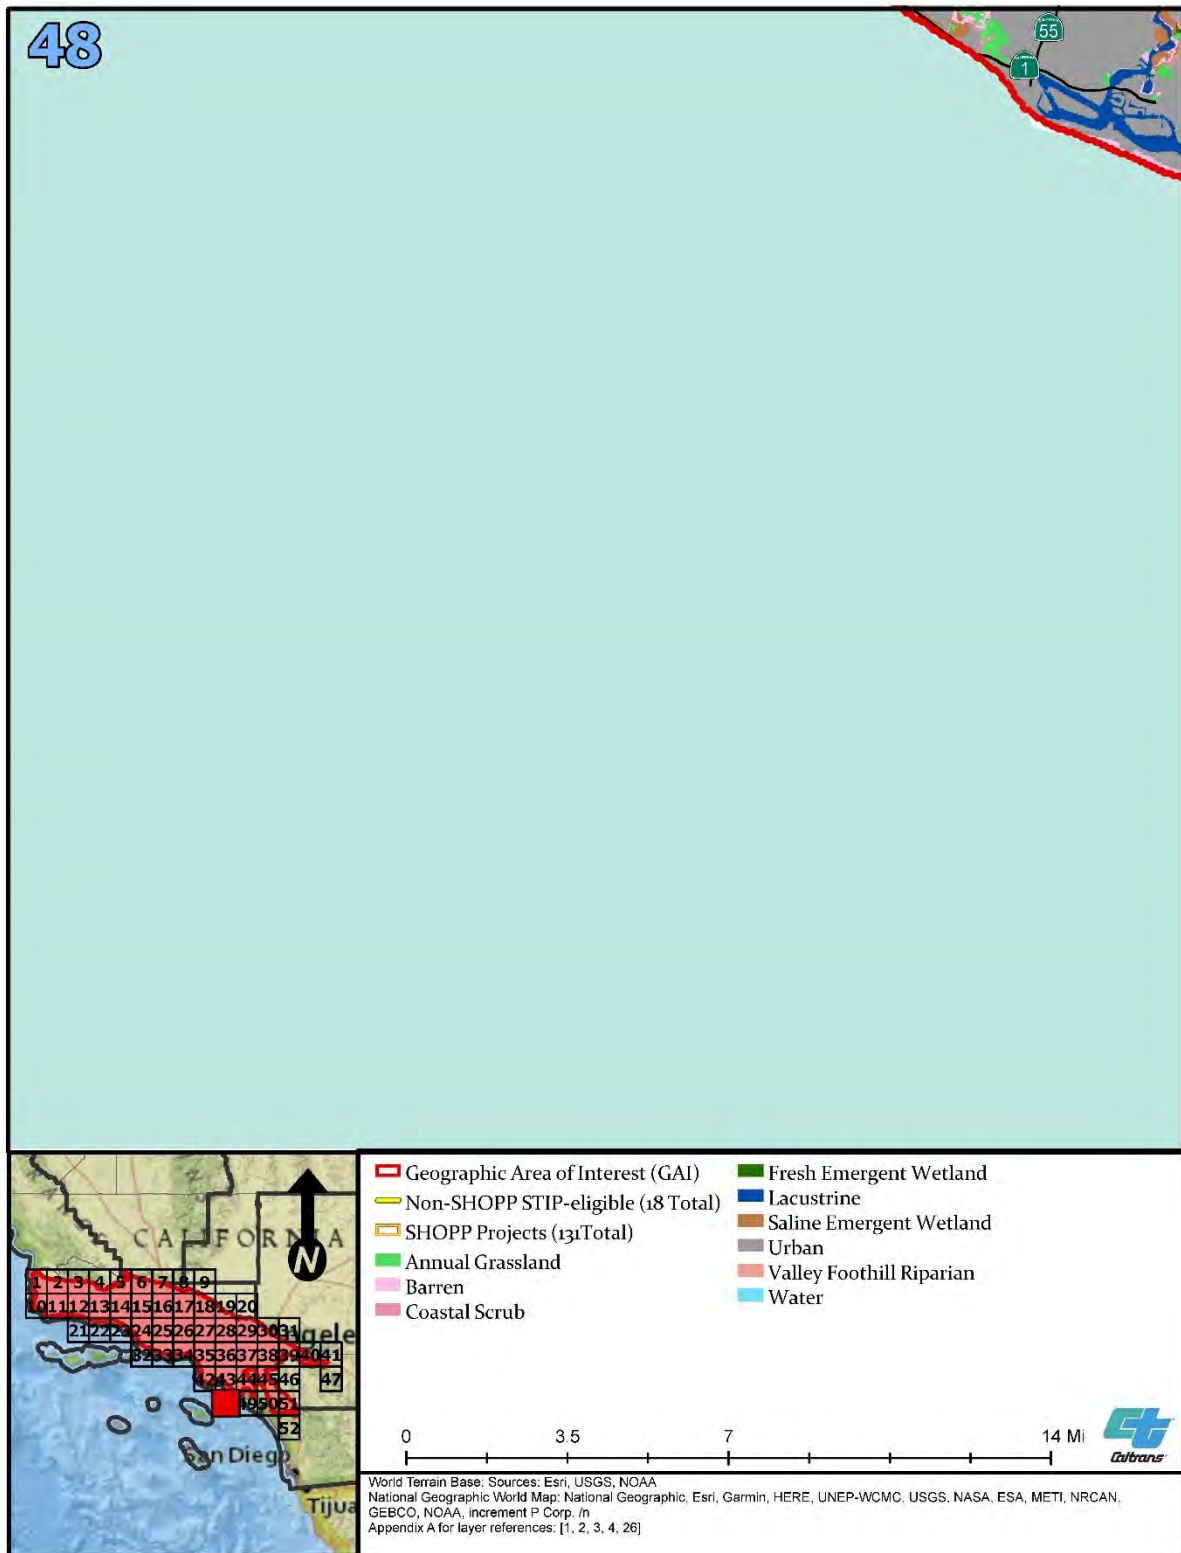 48
55
1
CALIFORNIA
N
1 2 3 4 5 6 7 8 9
10 11 12 13 14 15 16 17 18 19 20
21 22 23 24 25 26 27 28 29 30 31 ngele
32 33 34 35 36 37 38 39 40 41
42 43 44 45 46 47
49 50 51
52
San Diego
Tijua
Geographic Area of Interest (GAI)
Non-SHOPP STIP-eligible (18 Total)
SHOPP Projects (131Total)
Annual Grassland
Barren
Coastal Scrub
Fresh Emergent Wetland
Lacustrine
Saline Emergent Wetland
Urban
Valley Foothill Riparian
Water
0 3.5 7 14 Mi
Caltrans
World Terrain Base: Sources: Esri, USGS, NOAA
National Geographic World Map: National Geographic, Esri, Garmin, HERE, UNEP-WCMC, USGS, NASA, ESA, METI, NRCAN,
GEBCO, NOAA, increment P Corp. /n
Appendix A for layer references: [1, 2, 3, 4, 26]